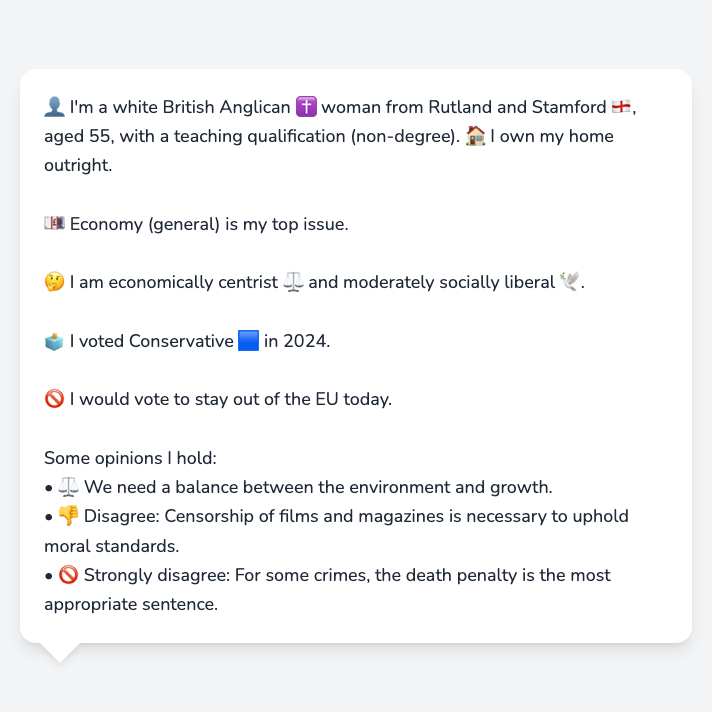 👤 I'm a white British Anglican ✝️ woman from Rutland and Stamford 🏴󠁧󠁢󠁥󠁮󠁧󠁿,
aged 55, with a teaching qualification (non-degree). 🏠 I own my home
outright.
💷 Economy (general) is my top issue.
🤔 I am economically centrist ⚖️ and moderately socially liberal 🕊️.
🗳️ I voted Conservative 🟦 in 2024.
🚫 I would vote to stay out of the EU today.
Some opinions I hold:
• ⚖️ We need a balance between the environment and growth.
• 👎 Disagree: Censorship of films and magazines is necessary to uphold
moral standards.
• 🚫 Strongly disagree: For some crimes, the death penalty is the most
appropriate sentence.